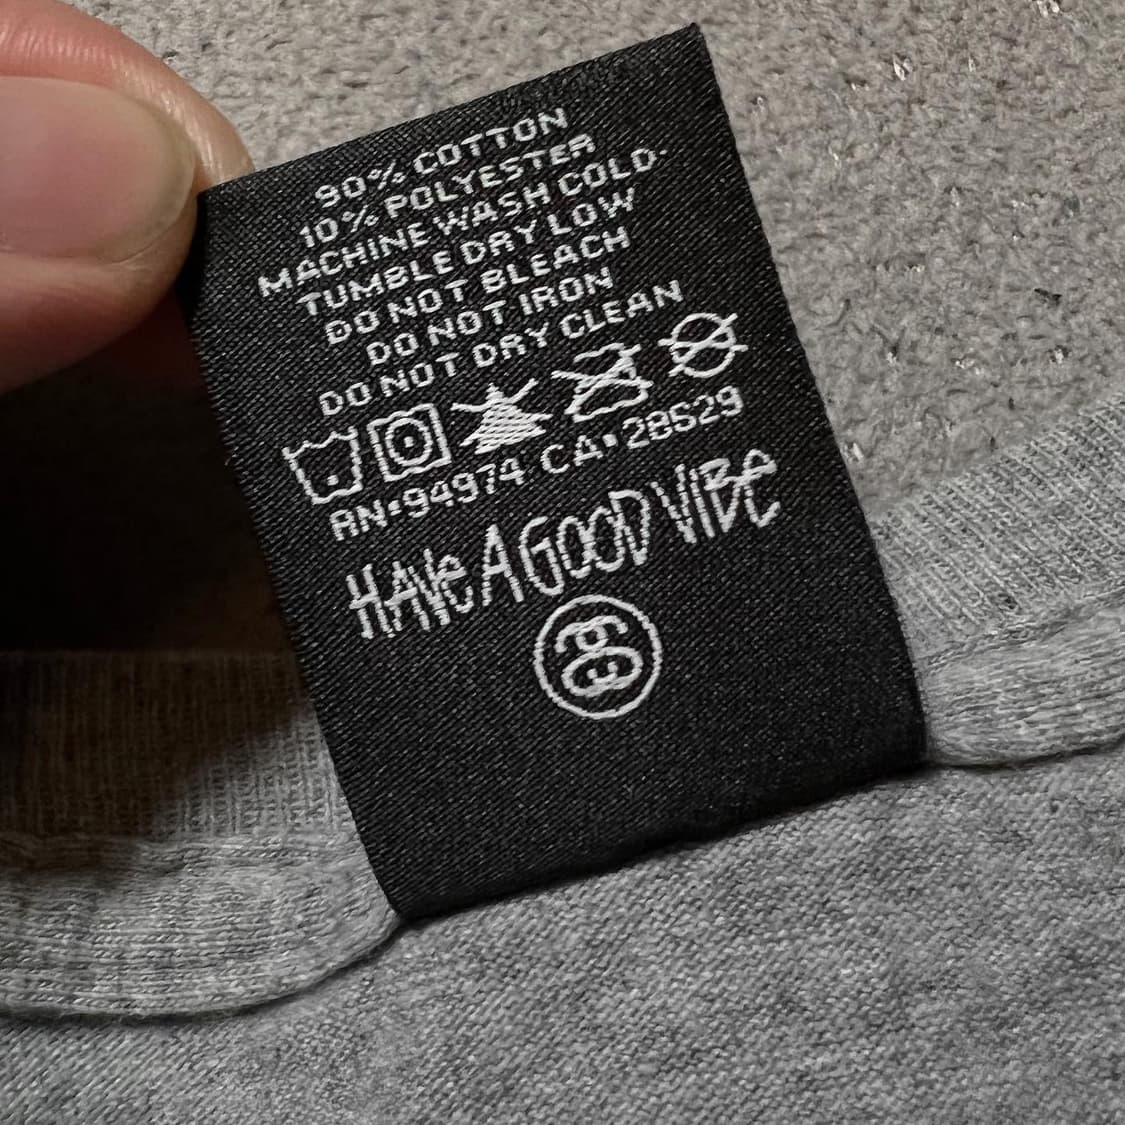 90% COTTON
10% POLYESTER
MACHINE WASH COLD
TUMBLE DRY LOW
DO NOT BLEACH
DO NOT IRON
DO NOT DRY CLEAN
RN•94974 CA•28529
HAVE A GOOD VIBE